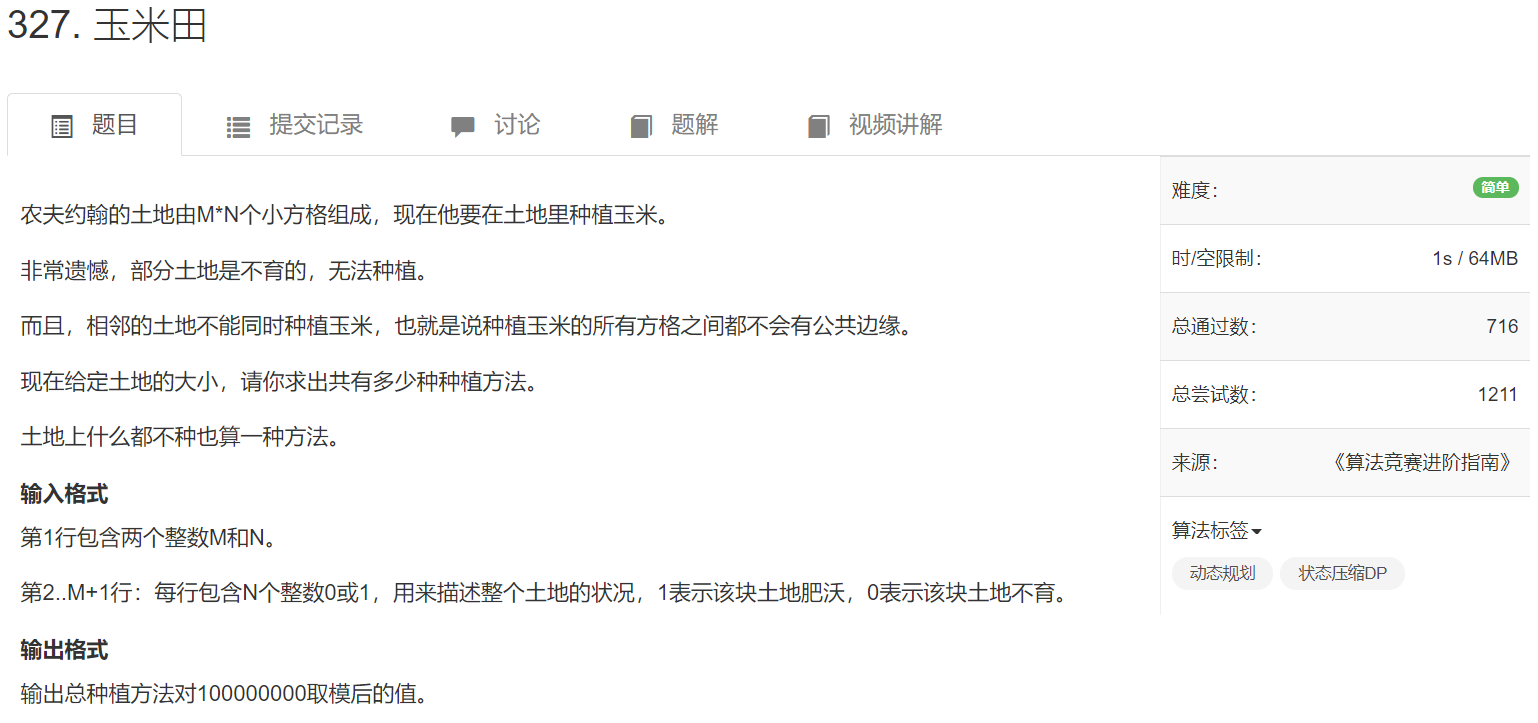 327. 玉米田
题目
提交记录
讨论
题解
视频讲解
农夫约翰的土地由M*N个小方格组成，现在他要在土地里种植玉米。
非常遗憾，部分土地是不育的，无法种植。
而且，相邻的土地不能同时种植玉米，也就是说种植玉米的所有方格之间都不会有公共边缘。
现在给定土地的大小，请你求出共有多少种种植方法。
土地上什么都不种也算一种方法。
输入格式
第1行包含两个整数M和N。
第2..M+1行：每行包含N个整数0或1，用来描述整个土地的状况，1表示该块土地肥沃，0表示该块土地不育。
输出格式
输出总种植方法对100000000取模后的值。
难度： 简单
时/空限制： 1s / 64MB
总通过数： 716
总尝试数： 1211
来源： 《算法竞赛进阶指南》
算法标签
动态规划 状态压缩DP